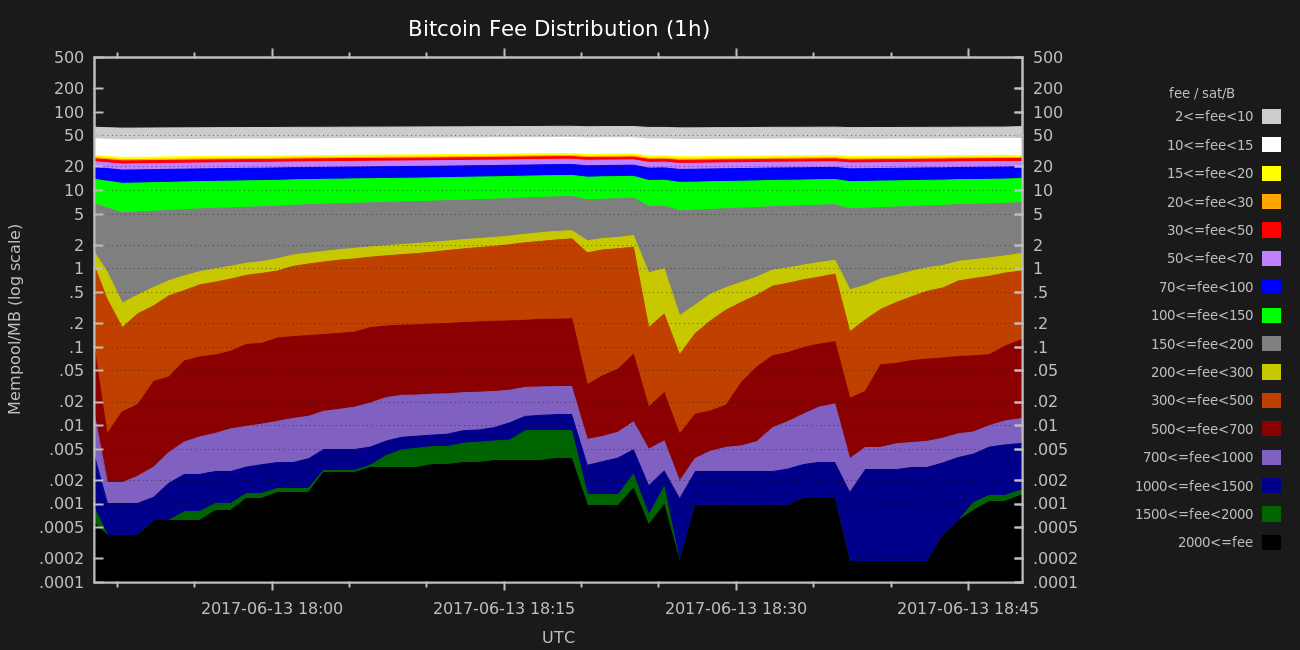 Bitcoin Fee Distribution (1h)
Mempool/MB (log scale)
500
200
100
50
20
10
5
2
1
.5
.2
.1
.05
.02
.01
.005
.002
.001
.0005
.0002
.0001
500
200
100
50
20
10
5
2
1
.5
.2
.1
.05
.02
.01
.005
.002
.001
.0005
.0002
.0001
fee / sat/B
2<=fee<10
10<=fee<15
15<=fee<20
20<=fee<30
30<=fee<50
50<=fee<70
70<=fee<100
100<=fee<150
150<=fee<200
200<=fee<300
300<=fee<500
500<=fee<700
700<=fee<1000
1000<=fee<1500
1500<=fee<2000
2000<=fee
2017-06-13 18:00
2017-06-13 18:15
2017-06-13 18:30
2017-06-13 18:45
UTC